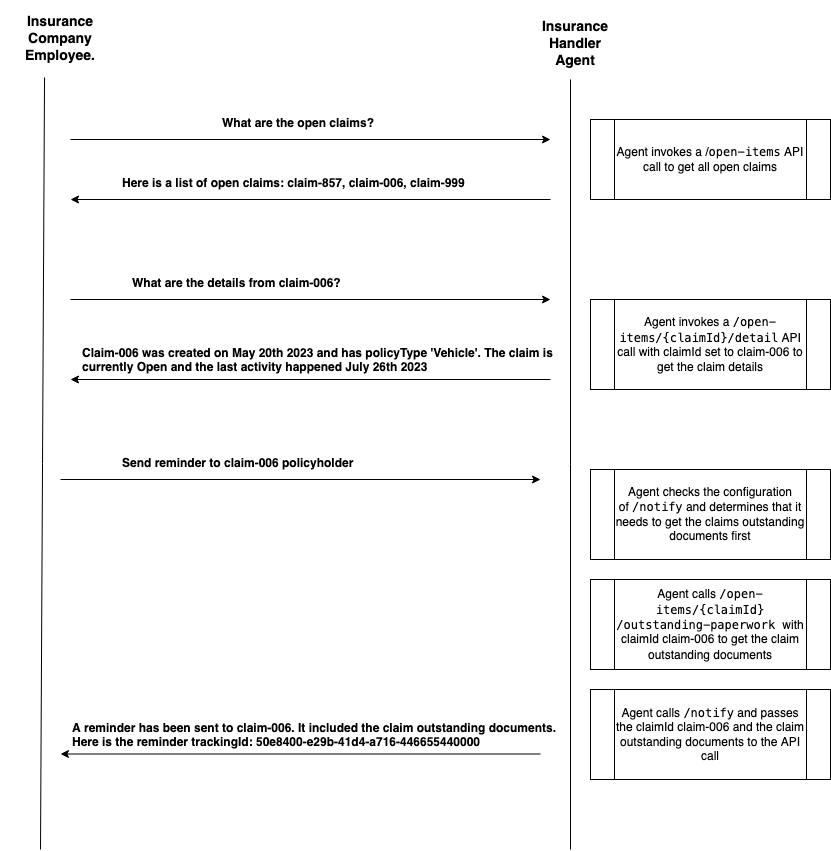 Insurance
Company
Employee.
Insurance
Handler
Agent
What are the open claims?
Agent invokes a /open-items API
call to get all open claims
Here is a list of open claims: claim-857, claim-006, claim-999
What are the details from claim-006?
Agent invokes a /open-
items/{claimId}/detail API
call with claimId set to claim-006 to
get the claim details
Claim-006 was created on May 20th 2023 and has policyType 'Vehicle'. The claim is
currently Open and the last activity happened July 26th 2023
Send reminder to claim-006 policyholder
Agent checks the configuration
of /notify and determines that it
needs to get the claims outstanding
documents first
Agent calls /open-
items/{claimId}
/outstanding-paperwork with
claimId claim-006 to get the claim
outstanding documents
A reminder has been sent to claim-006. It included the claim outstanding documents.
Here is the reminder trackingId: 50e8400-e29b-41d4-a716-446655440000
Agent calls /notify and passes
the claimId claim-006 and the claim
outstanding documents to the API
call